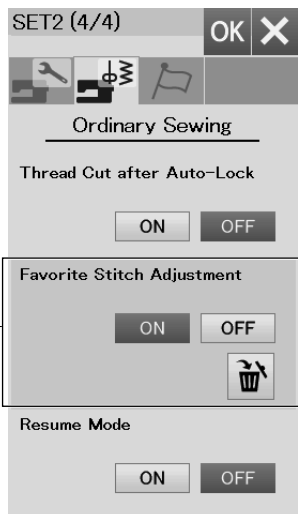 SET2 (4/4)
OK
Ordinary Sewing
Thread Cut after Auto-Lock
ON OFF
Favorite Stitch Adjustment
ON OFF
Resume Mode
ON OFF